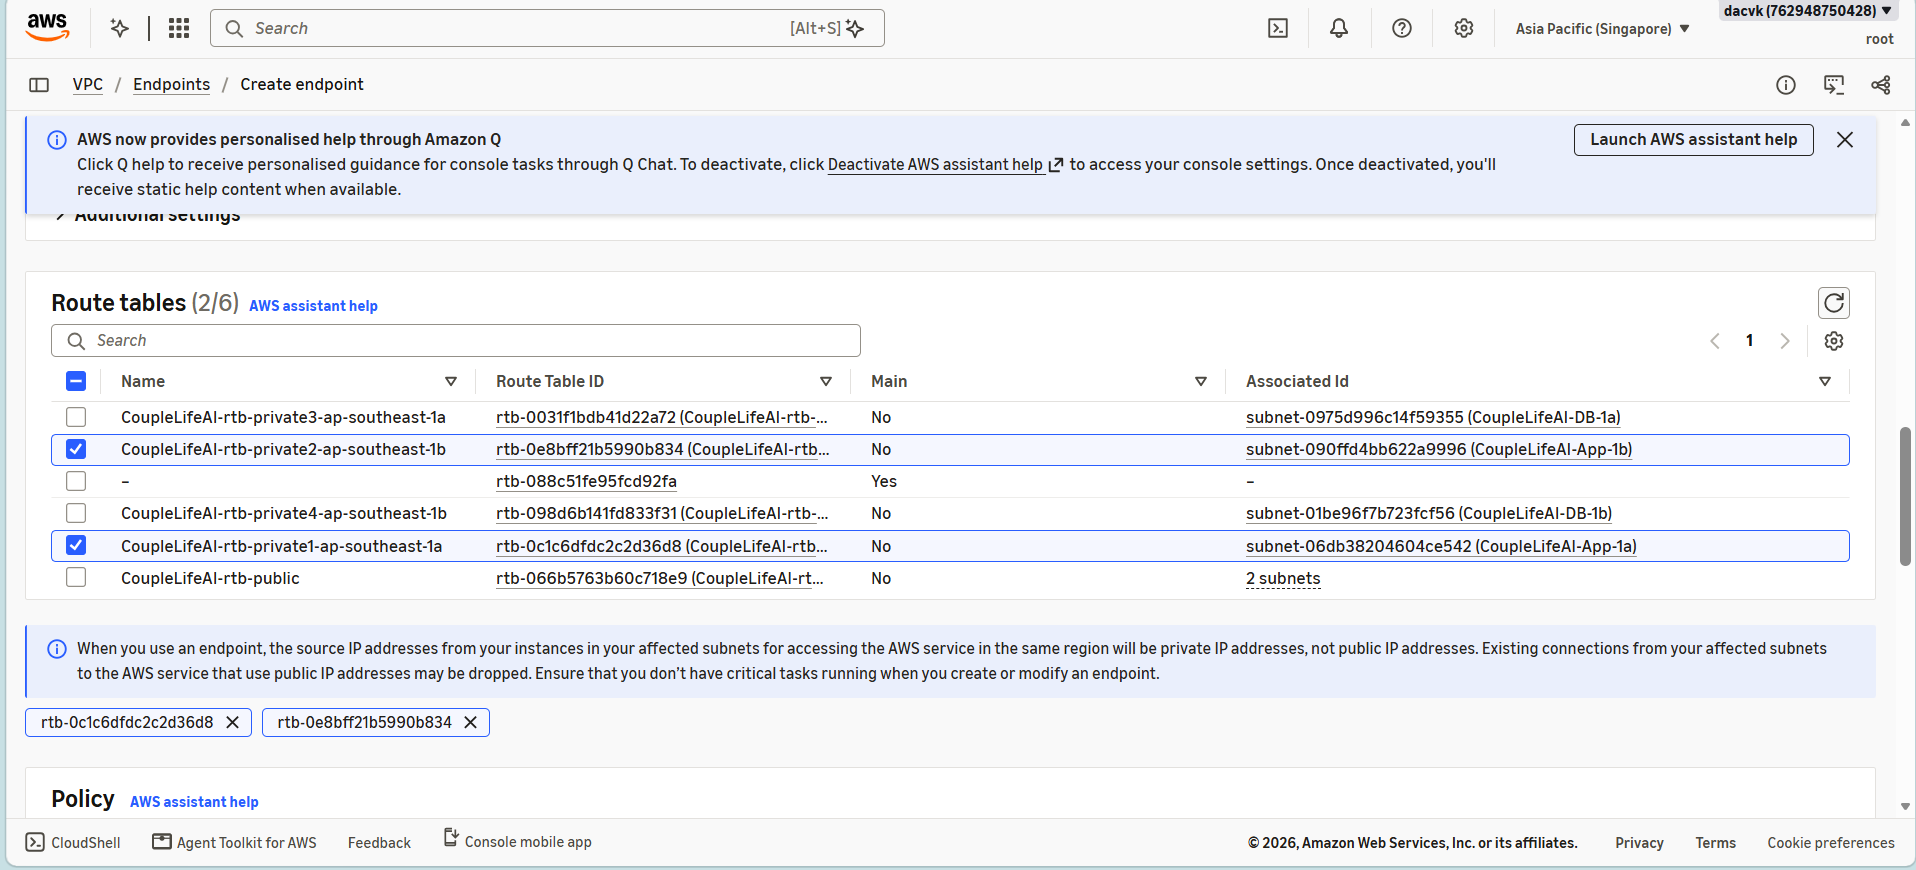 aws
Search
[Alt+S]
Asia Pacific (Singapore)
dacvk (762948750428)
root
VPC / Endpoints / Create endpoint
AWS now provides personalised help through Amazon Q
Click Q help to receive personalised guidance for console tasks through Q Chat. To deactivate, click Deactivate AWS assistant help to access your console settings. Once deactivated, you'll
receive static help content when available.
Launch AWS assistant help
Additional settings
Route tables (2/6) AWS assistant help
Search
1
Name Route Table ID Main Associated Id
CoupleLifeAI-rtb-private3-ap-southeast-1a rtb-0031f1bdb41d22a72 (CoupleLifeAI-rtb-... No subnet-0975d996c14f59355 (CoupleLifeAI-DB-1a)
CoupleLifeAI-rtb-private2-ap-southeast-1b rtb-0e8bff21b5990b834 (CoupleLifeAI-rtb... No subnet-090ffd4bb622a9996 (CoupleLifeAI-App-1b)
– rtb-088c51fe95fcd92fa Yes –
CoupleLifeAI-rtb-private4-ap-southeast-1b rtb-098d6b141fd833f31 (CoupleLifeAI-rtb-... No subnet-01be96f7b723fcf56 (CoupleLifeAI-DB-1b)
CoupleLifeAI-rtb-private1-ap-southeast-1a rtb-0c1c6dfdc2c2d36d8 (CoupleLifeAI-rtb... No subnet-06db38204604ce542 (CoupleLifeAI-App-1a)
CoupleLifeAI-rtb-public rtb-066b5763b60c718e9 (CoupleLifeAI-rt... No 2 subnets
When you use an endpoint, the source IP addresses from your instances in your affected subnets for accessing the AWS service in the same region will be private IP addresses, not public IP addresses. Existing connections from your affected subnets
to the AWS service that use public IP addresses may be dropped. Ensure that you don’t have critical tasks running when you create or modify an endpoint.
rtb-0c1c6dfdc2c2d36d8 rtb-0e8bff21b5990b834
Policy AWS assistant help
CloudShell Agent Toolkit for AWS Feedback Console mobile app © 2026, Amazon Web Services, Inc. or its affiliates. Privacy Terms Cookie preferences